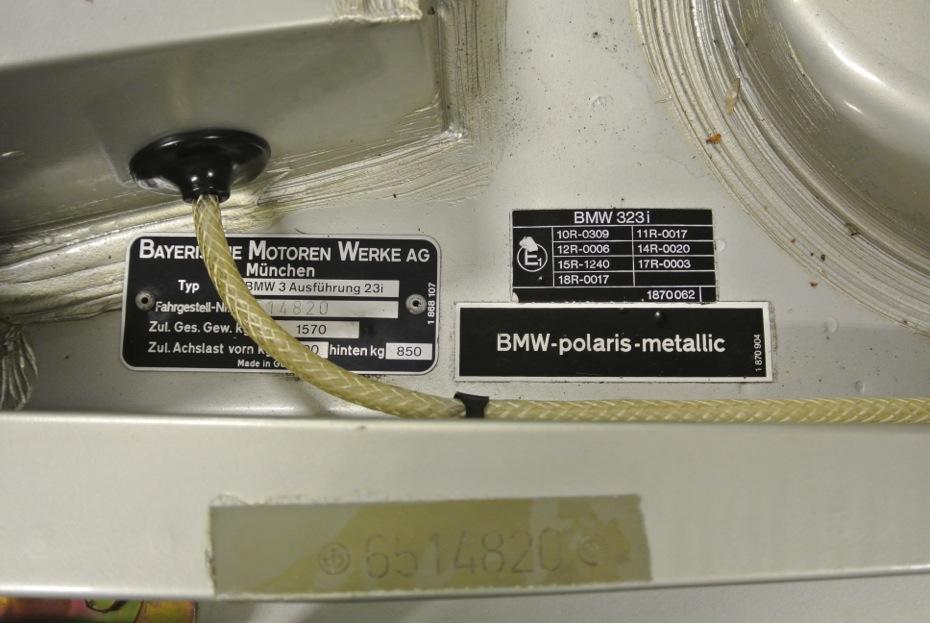 BAYERISCHE MOTOREN WERKE AG
München
Typ BMW 3 Ausführung 23i
Fahrgestell-Nr 14820
Zul. Ges. Gew. kg 1570
Zul. Achslast vorn kg hinten kg 850
Made in
1 868 107
BMW 323i
10R-0309 11R-0017
12R-0006 14R-0020
15R-1240 17R-0003
18R-0017
E1
1870062
BMW-polaris-metallic
1 870 904
6514820